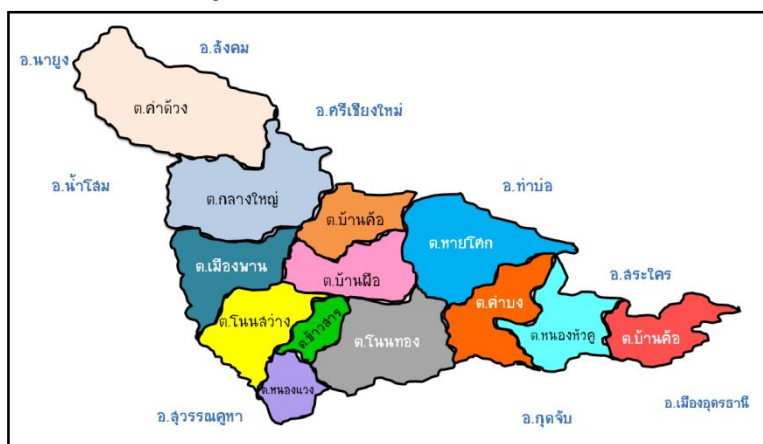 อ.สังคม
อ.นายูง
ต.คำด้วง
อ.ศรีเชียงใหม่
อ.น้ำโสม
ต.กลางใหญ่
อ.ท่าบ่อ
ต.บ้านค้อ
ต.หายโศก
ต.เมืองพาน
ต.บ้านผือ
อ.สระใคร
ต.คำบง
ต.โนนสว่าง
ต.ข้าวสาร
ต.โนนทอง
ต.หนองหัวคู
ต.บ้านค้อ
ต.หนองแวง
อ.เมืองอุดรธานี
อ.สุวรรณคูหา
อ.กุดจับ